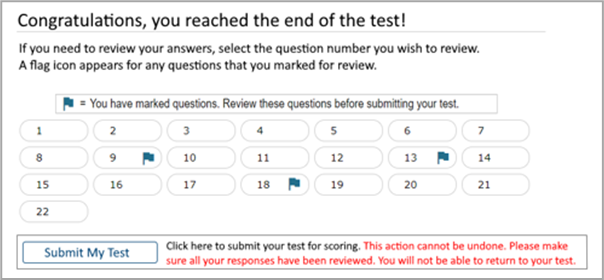 Congratulations, you reached the end of the test!
If you need to review your answers, select the question number you wish to review.
A flag icon appears for any questions that you marked for review.
= You have marked questions. Review these questions before submitting your test.
1 2 3 4 5 6 7
8 9 10 11 12 13 14
15 16 17 18 19 20 21
22
Submit My Test
Click here to submit your test for scoring. This action cannot be undone. Please make
sure all your responses have been reviewed. You will not be able to return to your test.